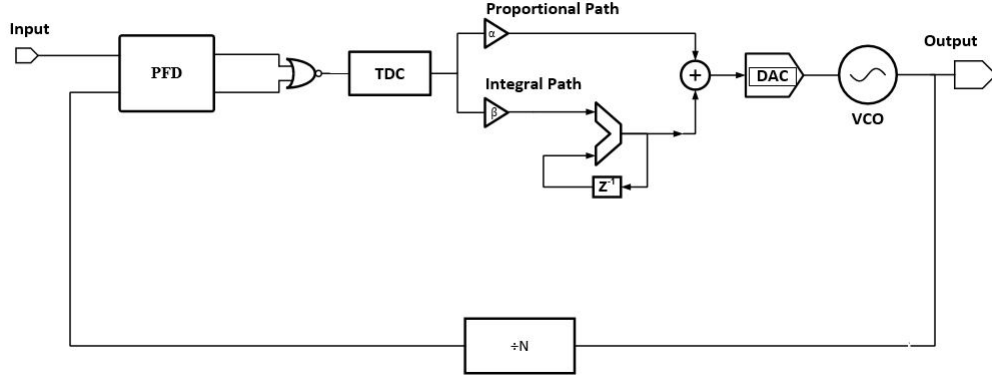 Proportional Path
Input
α
Output
PFD
TDC
+
DAC
Integral Path
β
VCO
Z⁻¹
÷N